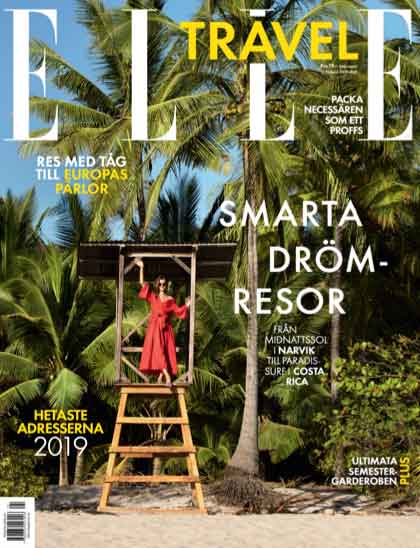 ELLE
TRAVEL
PACKA
NECESSÄREN
SOM ETT
PROFFS
RES MED TÅG
TILL EUROPAS
PÄRLOR
SMARTA
DRÖM-
RESOR
FRÅN
MIDNATTSSOL
I NARVIK
TILL PARADIS-
SURF I COSTA
RICA
HETASTE
ADRESSERNA
2019
ULTIMATA
SEMESTER-
GARDEROBEN
PLUS